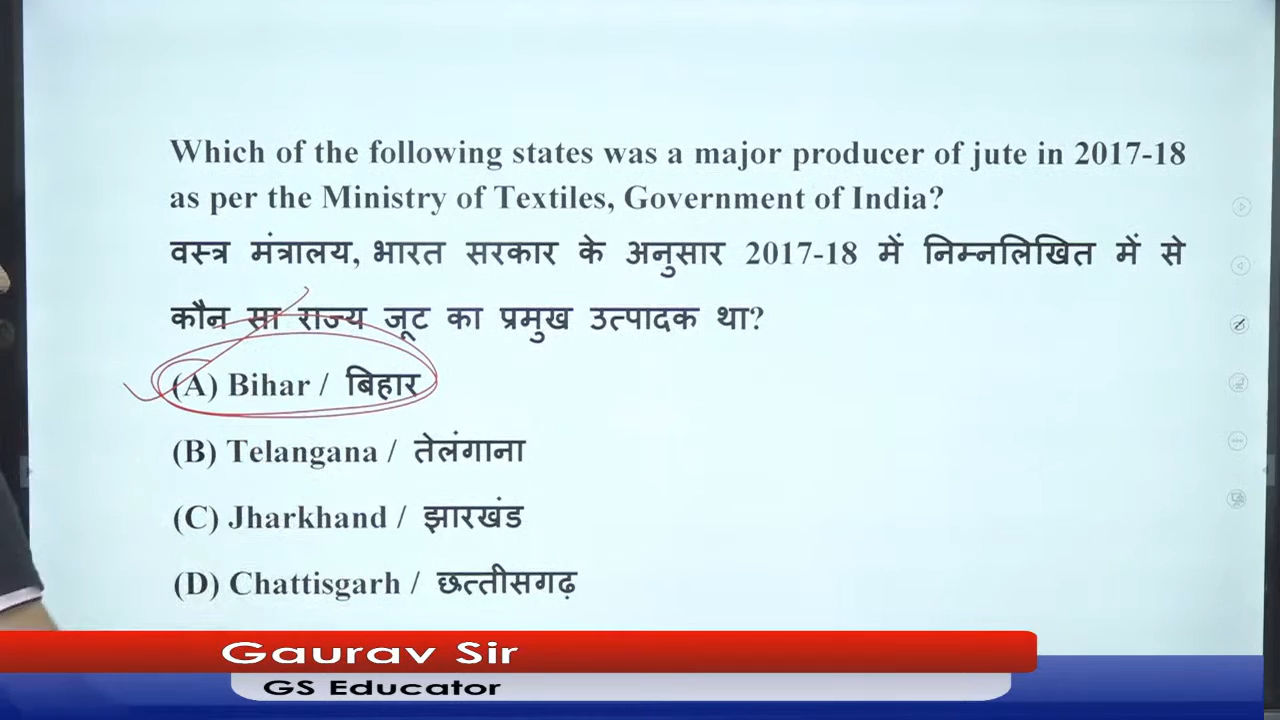 Which of the following states was a major producer of jute in 2017-18
as per the Ministry of Textiles, Government of India?
वस्त्र मंत्रालय, भारत सरकार के अनुसार 2017-18 में निम्नलिखित में से
कौन सा राज्य जूट का प्रमुख उत्पादक था?
(A) Bihar / बिहार
(B) Telangana / तेलंगाना
(C) Jharkhand / झारखंड
(D) Chattisgarh / छत्तीसगढ़
Gaurav Sir
GS Educator